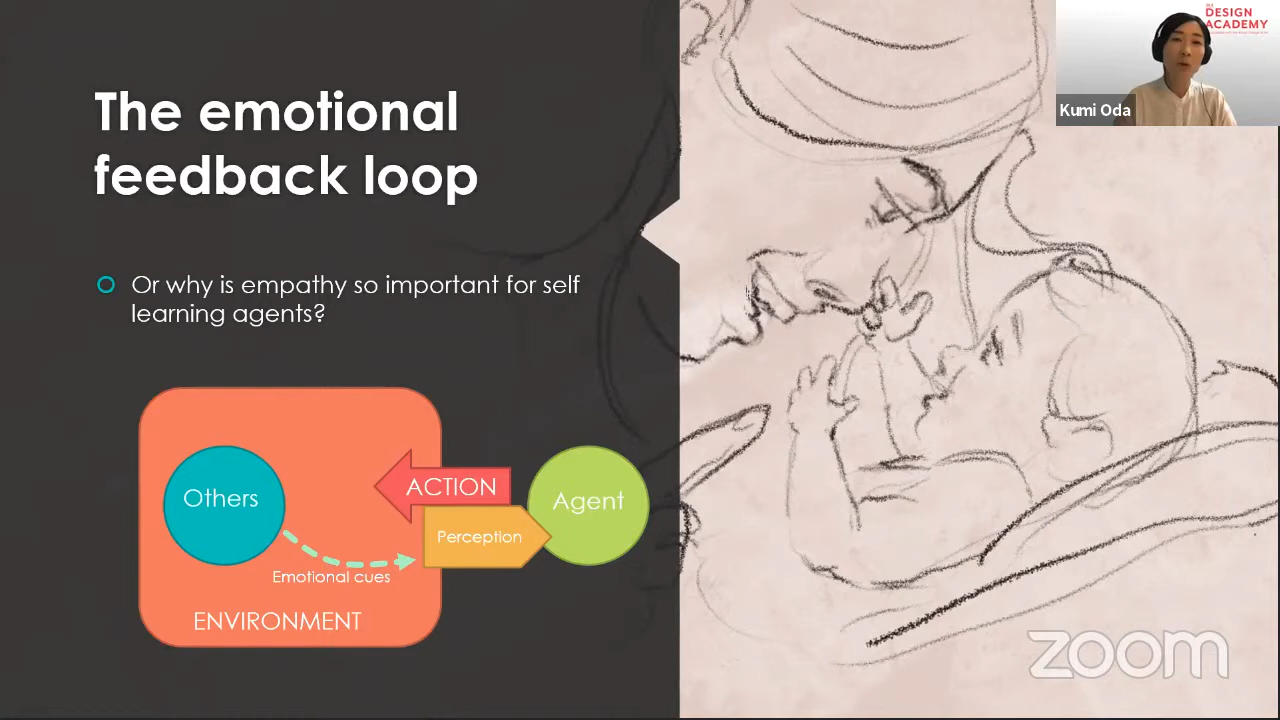 The emotional
feedback loop
Or why is empathy so important for self
learning agents?
Others
ACTION
Agent
Perception
Emotional cues
ENVIRONMENT
DESIGN
ACADEMY
Kumi Oda
zoom